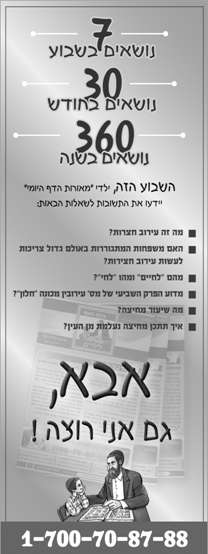 7
נושאים בשבוע
30
נושאים בחודש
360
נושאים בשנה
השבוע הזה, ילדי "מאורות הדף היומי"
יידעו את התשובות לשאלות הבאות:
מה זה עירוב חצרות?
האם משפחות המתגוררות באולם גדול צריכות
לעשות עירוב חצירות?
מהם "לחיים" ומהו "לחי"?
מדוע הפרק השביעי של מס' עירובין מכונה "חלון"?
מה שיעור מחיצה?
איך תתכן מחיצה נעלמת מן העין?
אבא,
גם אני רוצה!
1-700-70-87-88